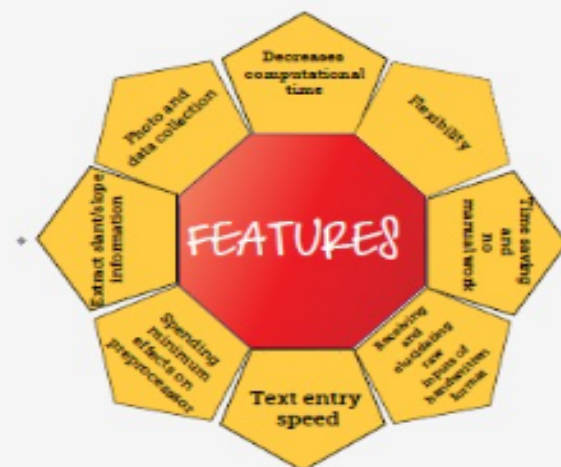 Decreases
computational
time
Flexibility
Time saving
and
no
manual work
Receiving
and
elucidating
raw
inputs of
handwritten
format
Text entry
speed
Spending
minimum
effects on
preprocessor
Extract slant/slope
information
Photo and
data collection
FEATURES